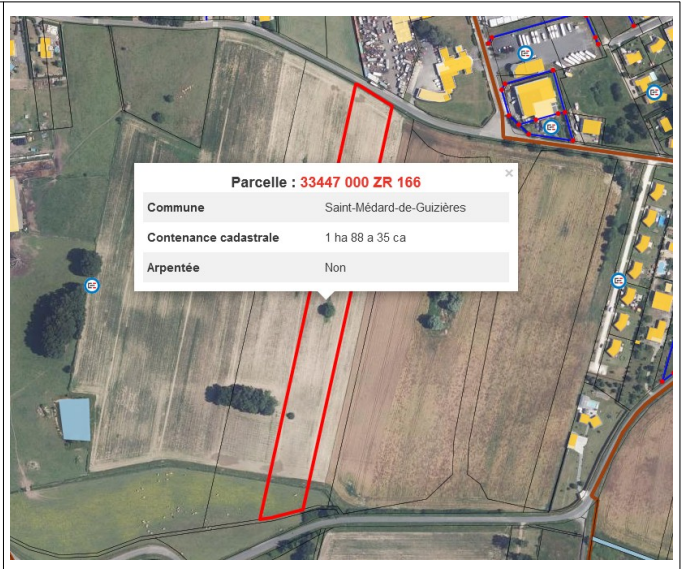 Parcelle : 33447 000 ZR 166
×
Commune Saint-Médard-de-Guizières
Contenance cadastrale 1 ha 88 a 35 ca
Arpentée Non